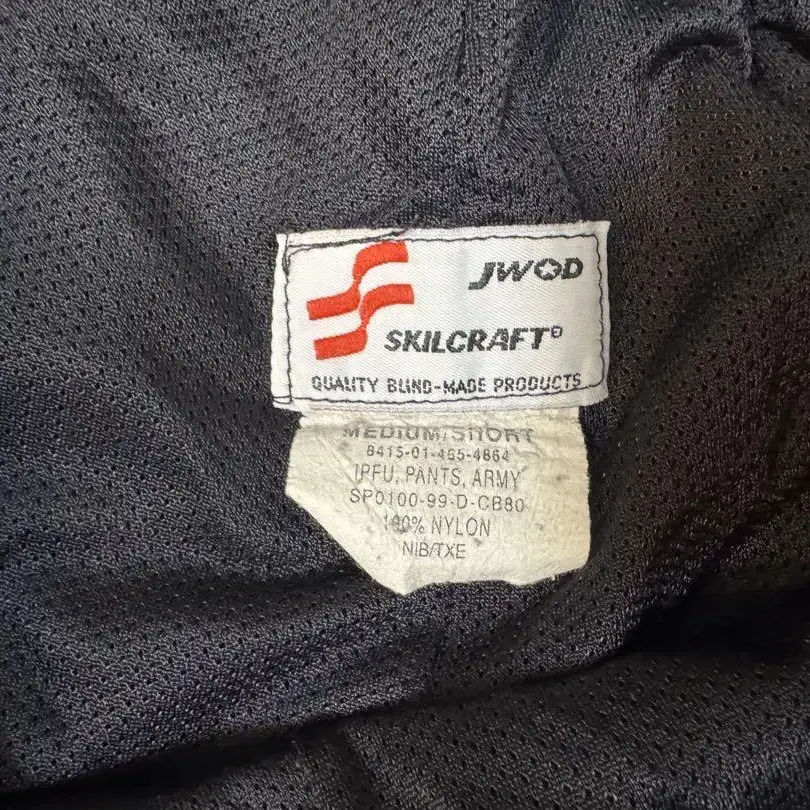 JWOD
SKILCRAFT®
QUALITY BLIND-MADE PRODUCTS
MEDIUM/SHORT
8415-01-465-4864
IPFU, PANTS, ARMY
SP0100-99-D-CB80
100% NYLON
NIB/TXE